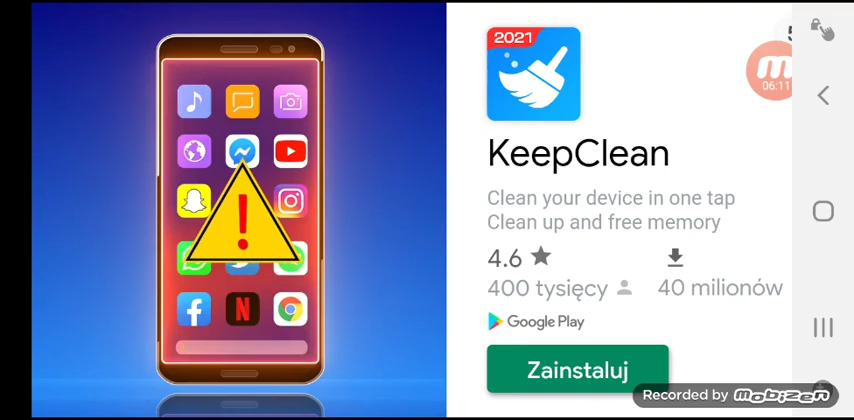 2021
KeepClean
Clean your device in one tap
Clean up and free memory
4.6
400 tysięcy
40 milionów
Google Play
Zainstaluj
06:11
Recorded by mobizen